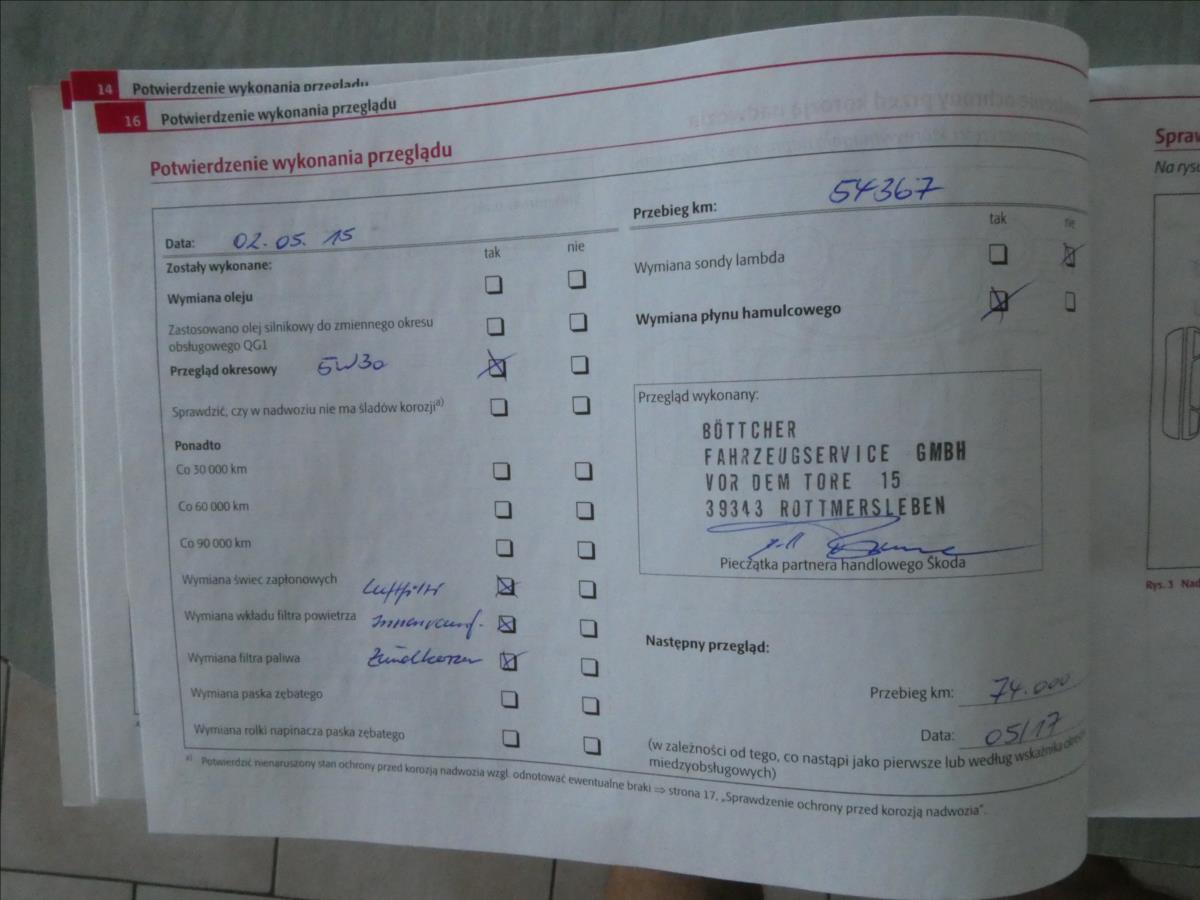 14 Potwierdzenie wykonania przeglądu
16 Potwierdzenie wykonania przeglądu
Potwierdzenie wykonania przeglądu
Data: 02.05. 15
Zostały wykonane:
tak nie
Wymiana oleju
Zastosowano olej silnikowy do zmiennego okresu
obsługowego QG1
Przegląd okresowy 5W30
Sprawdzić, czy w nadwoziu nie ma śladów korozji a)
Ponadto
Co 30 000 km
Co 60 000 km
Co 90 000 km
Wymiana świec zapłonowych Luftfilter
Wymiana wkładu filtra powietrza
Wymiana filtra paliwa Zündkerzen
Wymiana paska zębatego
Wymiana rolki napinacza paska zębatego
Przebieg km: 54367
tak nie
Wymiana sondy lambda
Wymiana płynu hamulcowego
Przegląd wykonany:
BÖTTCHER
FAHRZEUGSERVICE GMBH
VOR DEM TORE 15
39343 ROTTMERSLEBEN
Pieczątka partnera handlowego Škoda
Następny przegląd:
Przebieg km: 74.000
Data: 05/17
(w zależności od tego, co nastąpi jako pierwsze lub według wskaźnika
miedzyobsługowych)
a) Potwierdzić nienaruszony stan ochrony przed korozją nadwozia wzgl. odnotować ewentualne braki ⇒ strona 17, „Sprawdzenie ochrony przed korozją nadwozia".
Spraw
Na rys
Rys. 3 Nad